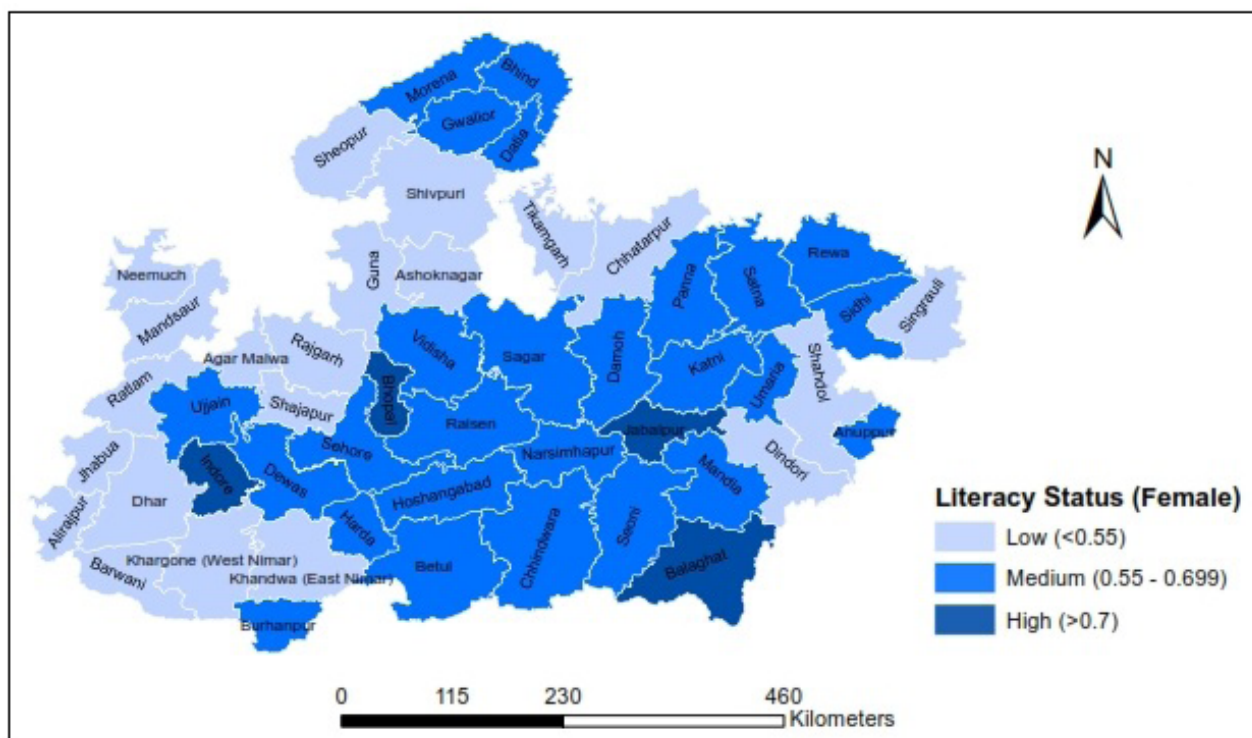 Morena
Bhind
Gwalior
Datia
Sheopur
Shivpuri
N
Tikamgarh
Chhatarpur
Guna
Ashoknagar
Neemuch
Mandsaur
Panna
Satna
Rewa
Sidhi
Singrauli
Agar Malwa
Rajgarh
Vidisha
Sagar
Damoh
Katni
Umaria
Shahdol
Ratlam
Ujjain
Shajapur
Bhopal
Raisen
Jabalpur
Anuppur
Jhabua
Indore
Dewas
Sehore
Narsimhapur
Mandla
Dindori
Alirajpur
Dhar
Harda
Hoshangabad
Seoni
Barwani
Khargone (West Nimar)
Khandwa (East Nimar)
Betul
Chhindwara
Balaghat
Burhanpur
Literacy Status (Female)
Low (<0.55)
Medium (0.55 - 0.699)
High (>0.7)
0 115 230 460
Kilometers